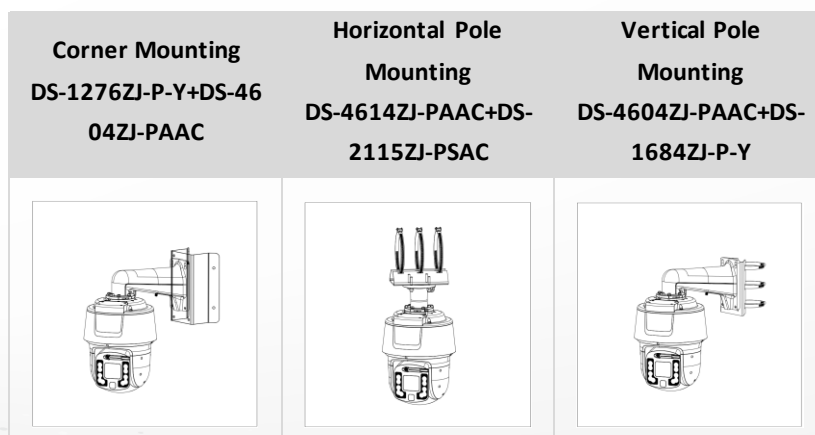 Corner Mounting
DS-1276ZJ-P-Y+DS-46
04ZJ-PAAC
Horizontal Pole
Mounting
DS-4614ZJ-PAAC+DS-
2115ZJ-PSAC
Vertical Pole
Mounting
DS-4604ZJ-PAAC+DS-
1684ZJ-P-Y